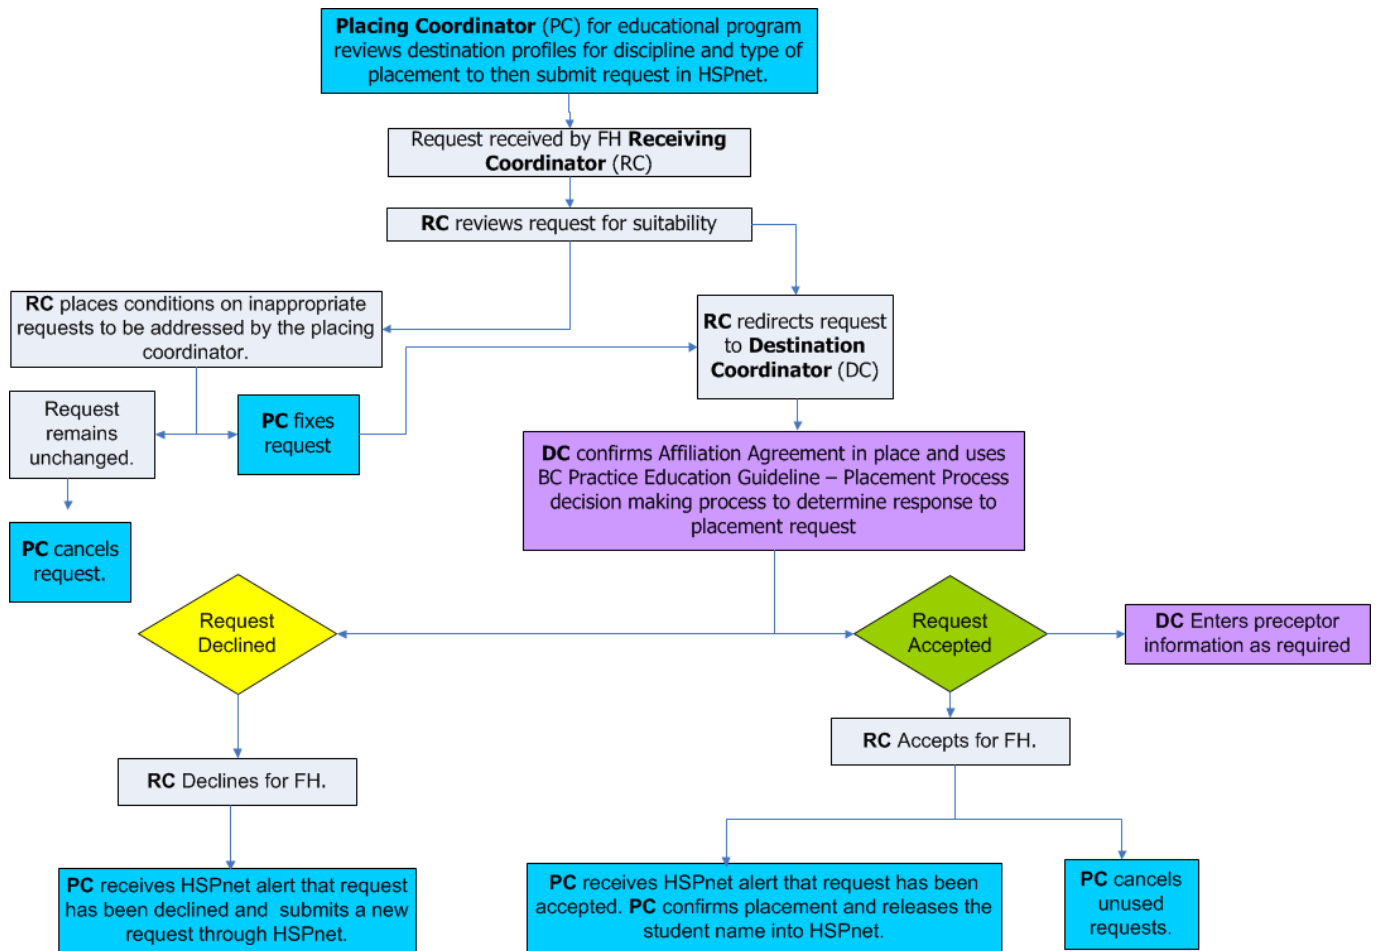 Placing Coordinator (PC) for educational program
reviews destination profiles for discipline and type of
placement to then submit request in HSPnet.
Request received by FH Receiving
Coordinator (RC)
RC reviews request for suitability
RC places conditions on inappropriate
requests to be addressed by the placing
coordinator.
RC redirects request
to Destination
Coordinator (DC)
Request
remains
unchanged.
PC fixes
request
DC confirms Affiliation Agreement in place and uses
BC Practice Education Guideline – Placement Process
decision making process to determine response to
placement request
PC cancels
request.
Request
Declined
Request
Accepted
DC Enters preceptor
information as required
RC Accepts for FH.
RC Declines for FH.
PC receives HSPnet alert that request
has been declined and  submits a new
request through HSPnet.
PC receives HSPnet alert that request has been
accepted. PC confirms placement and releases the
student name into HSPnet.
PC cancels
unused
requests.